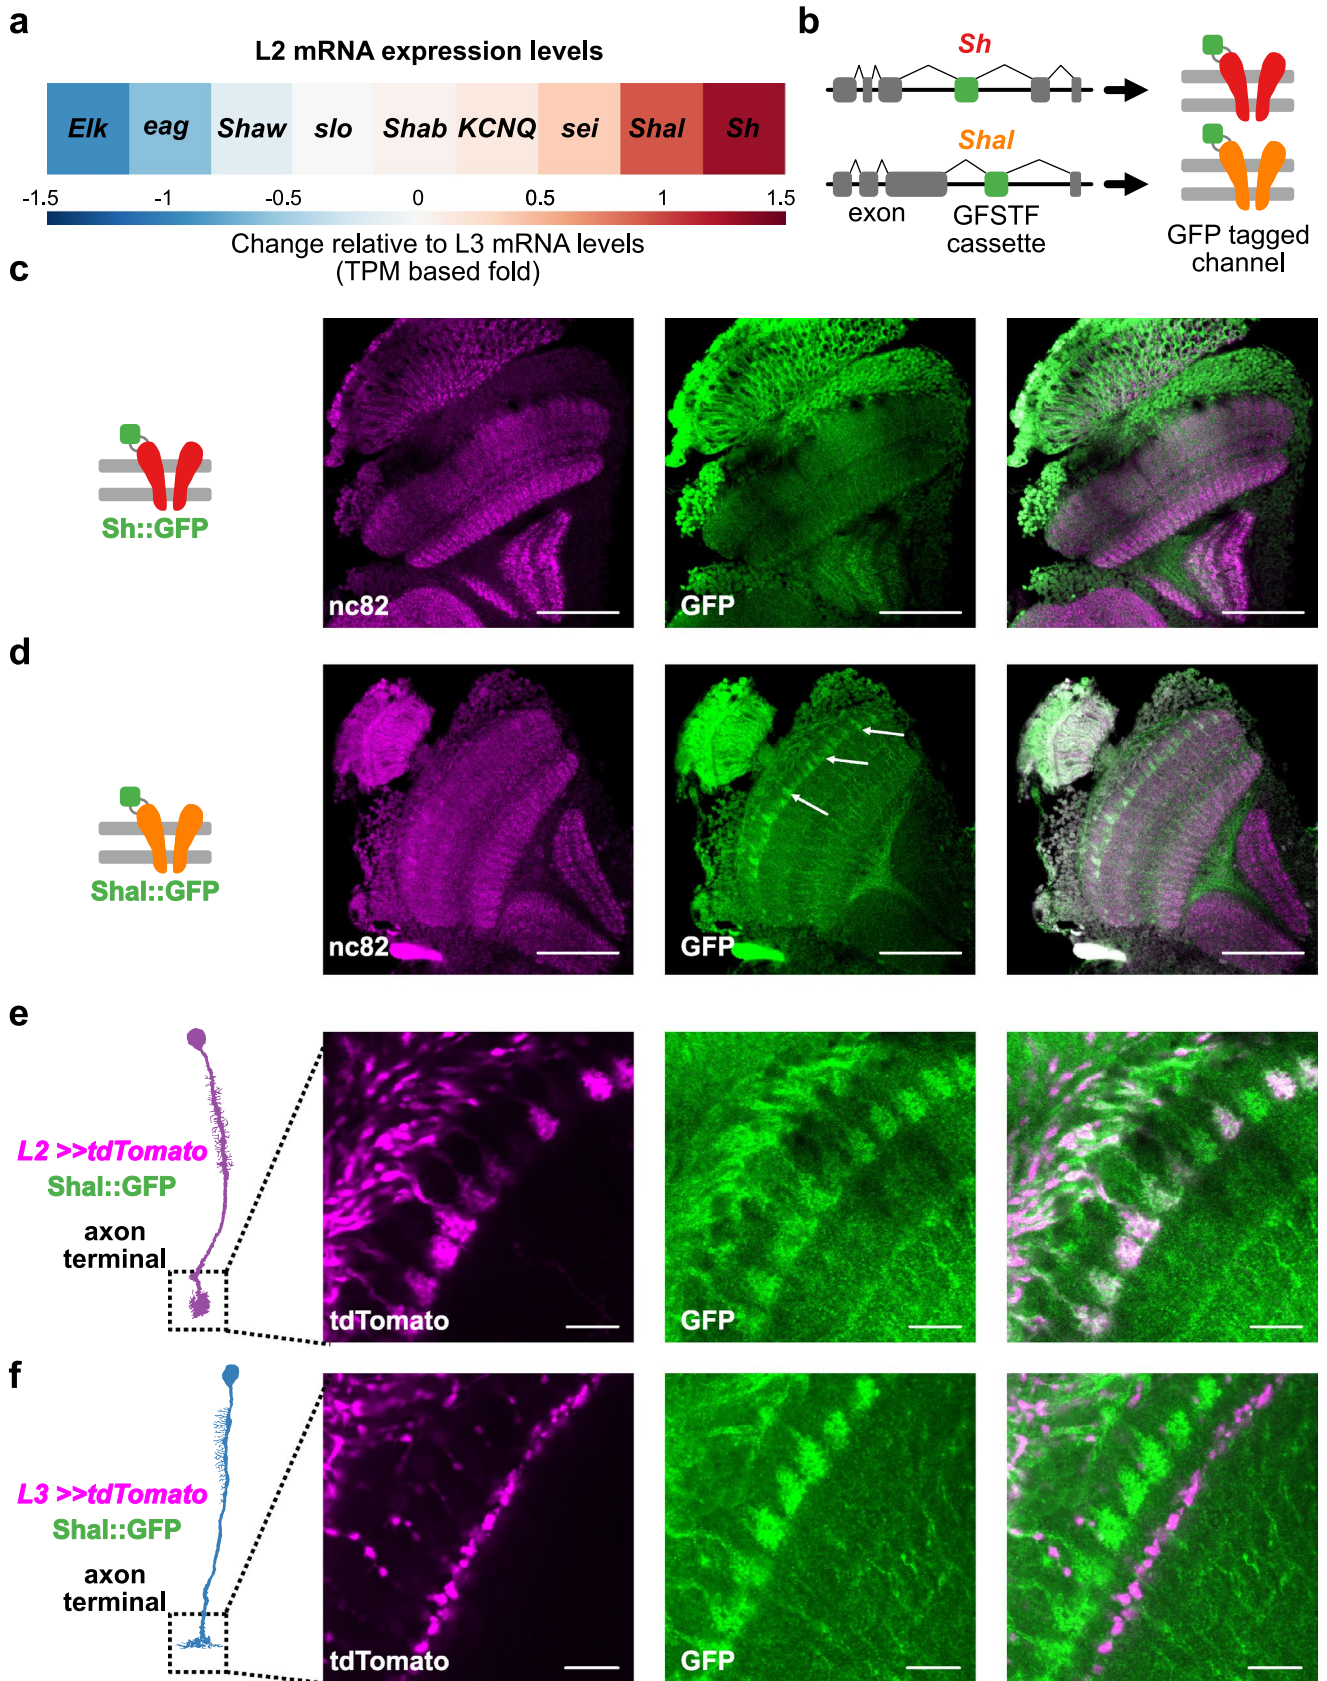 a
L2 mRNA expression levels
Elk eag Shaw slo Shab KCNQ sei Shal Sh
-1.5 -1 -0.5 0 0.5 1 1.5
Change relative to L3 mRNA levels
(TPM based fold)
b
Sh
Shal
exon GFSTF
cassette
GFP tagged
channel
c
Sh::GFP
nc82
GFP
d
Shal::GFP
nc82
GFP
e
L2 >>tdTomato
Shal::GFP
axon
terminal
tdTomato
GFP
f
L3 >>tdTomato
Shal::GFP
axon
terminal
tdTomato
GFP